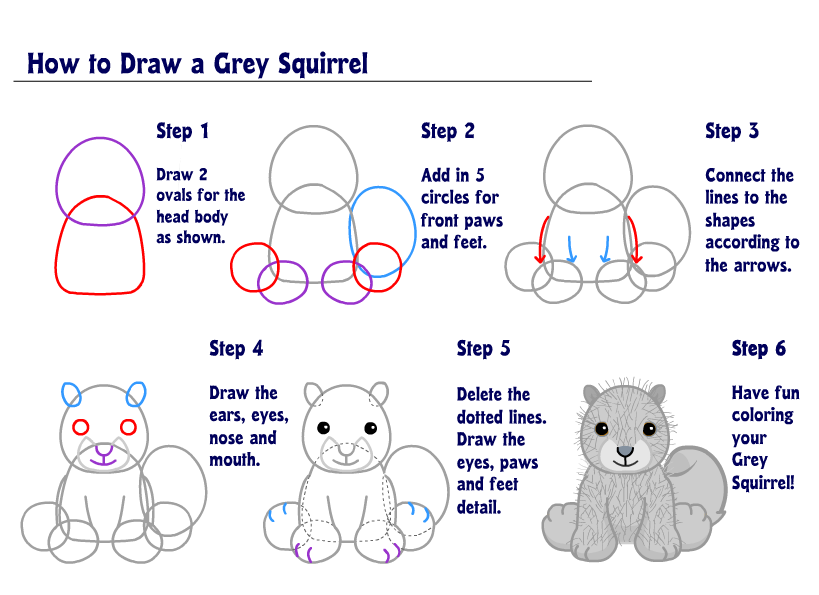 How to Draw a Grey Squirrel
Step 1
Draw 2
ovals for the
head body
as shown.
Step 2
Add in 5
circles for
front paws
and feet.
Step 3
Connect the
lines to the
shapes
according to
the arrows.
Step 4
Draw the
ears, eyes,
nose and
mouth.
Step 5
Delete the
dotted lines.
Draw the
eyes, paws
and feet
detail.
Step 6
Have fun
coloring
your
Grey
Squirrel!